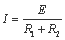 I = E / (R₁ + R₂)